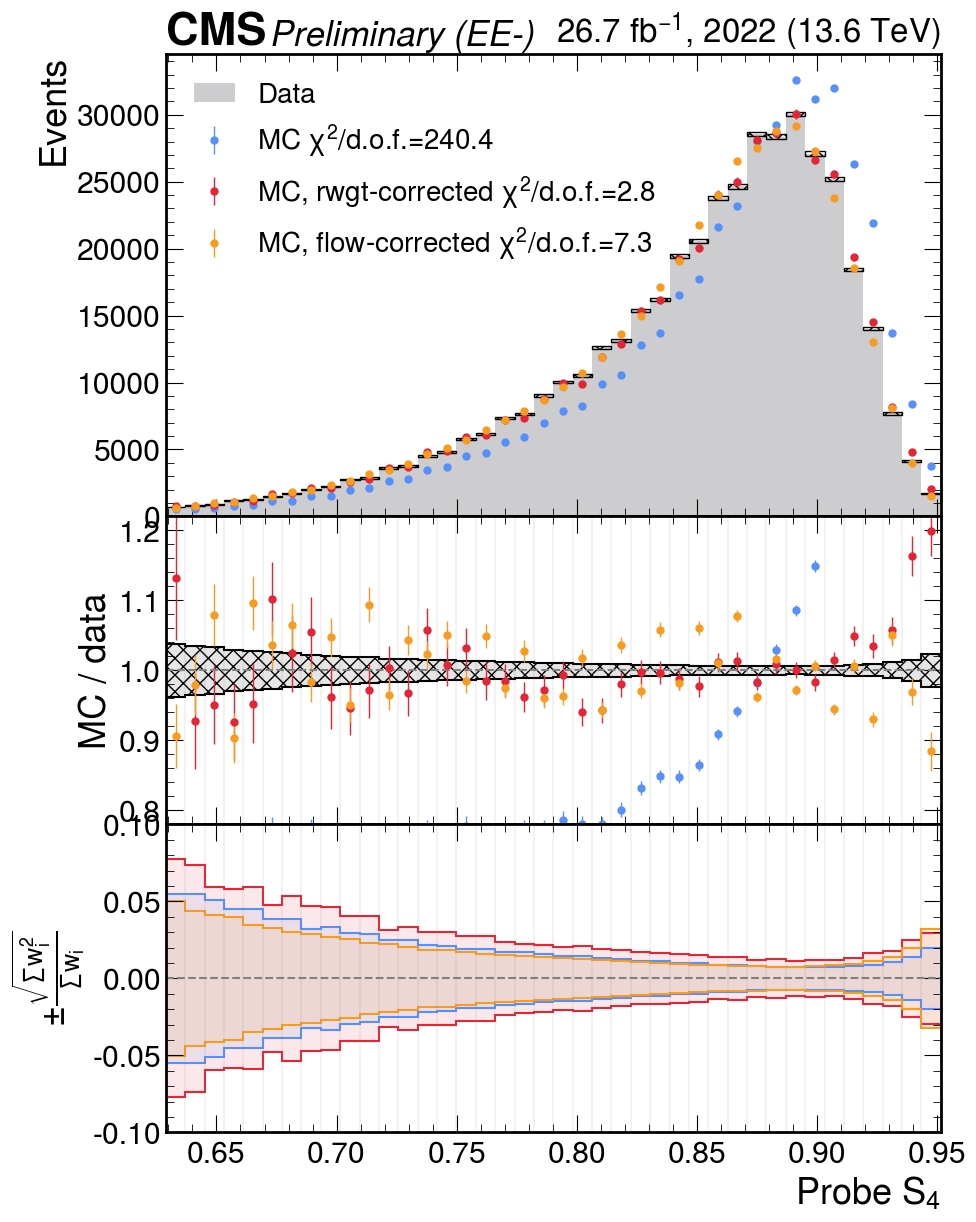 CMS Preliminary (EE-) 26.7 fb⁻¹, 2022 (13.6 TeV)
Events
30000
25000
20000
15000
10000
5000
0
Data
MC χ²/d.o.f.=240.4
MC, rwgt-corrected χ²/d.o.f.=2.8
MC, flow-corrected χ²/d.o.f.=7.3
MC / data
1.2
1.1
1.0
0.9
0.8
± √Σwᵢ² / Σwᵢ
0.10
0.05
0.00
-0.05
-0.10
0.65 0.70 0.75 0.80 0.85 0.90 0.95
Probe S₄